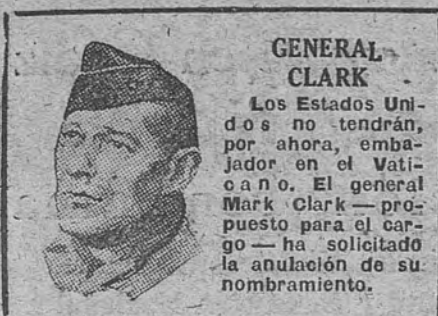 GENERAL
CLARK
Los Estados Uni-
dos no tendrán,
por ahora, emba-
jador en el Vati-
cano. El general
Mark Clark — pro-
puesto para el car-
go — ha solicitado
la anulación de su
nombramiento.